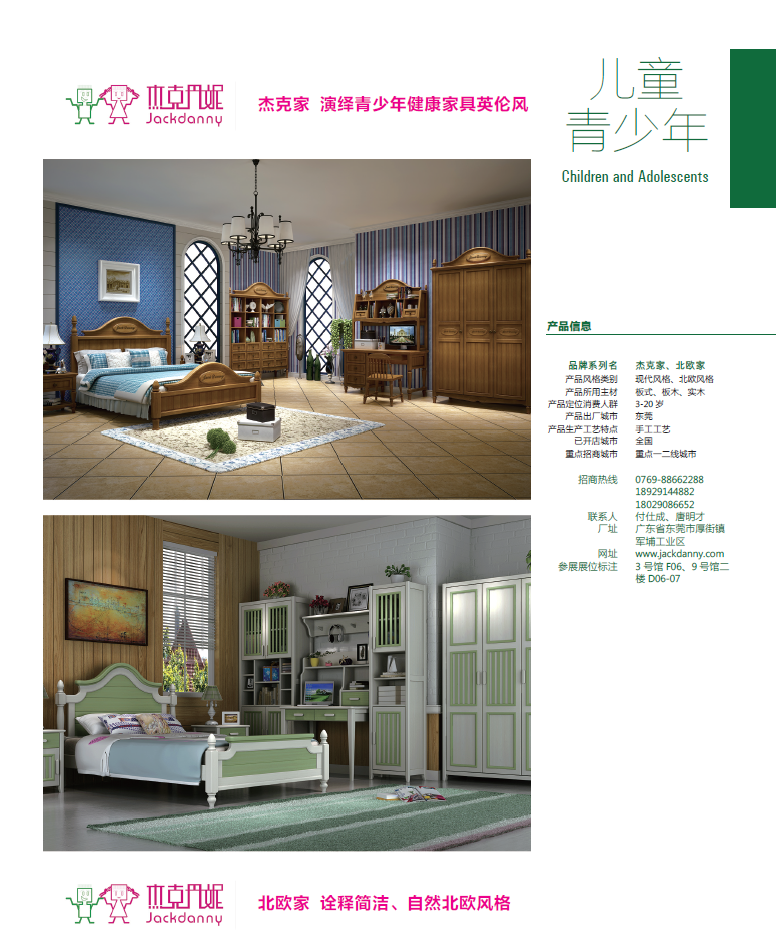 杰克丹妮
Jackdanny
杰克家 演绎青少年健康家具英伦风
儿童
青少年
Children and Adolescents
产品信息
品牌系列名 杰克家、北欧家
产品风格类别 现代风格、北欧风格
产品所用主材 板式、板木、实木
产品定位消费人群 3-20 岁
产品出厂城市 东莞
产品生产工艺特点 手工工艺
已开店城市 全国
重点招商城市 重点一二线城市
招商热线 0769-88662288
18929144882
18029086652
联系人 付仕成、唐明才
厂址 广东省东莞市厚街镇
军埔工业区
网址 www.jackdanny.com
参展展位标注 3 号馆 F06、9 号馆二
楼 D06-07
杰克丹妮
Jackdanny
北欧家 诠释简洁、自然北欧风格